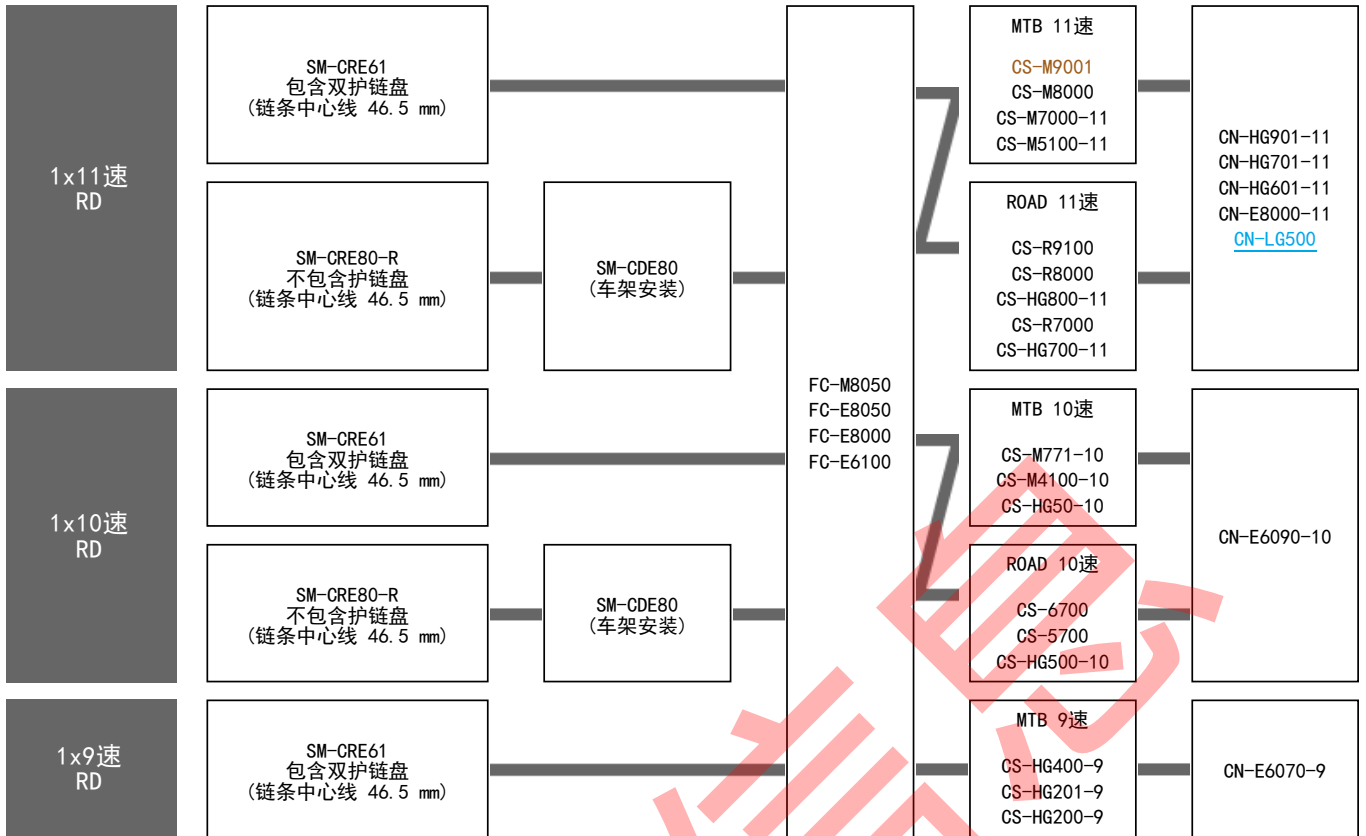 1x11速
RD
SM-CRE61
包含双护链盘
(链条中心线 46.5 mm)
SM-CRE80-R
不包含护链盘
(链条中心线 46.5 mm)
SM-CDE80
(车架安装)
1x10速
RD
SM-CRE61
包含双护链盘
(链条中心线 46.5 mm)
SM-CRE80-R
不包含护链盘
(链条中心线 46.5 mm)
SM-CDE80
(车架安装)
1x9速
RD
SM-CRE61
包含双护链盘
(链条中心线 46.5 mm)
FC-M8050
FC-E8050
FC-E8000
FC-E6100
MTB 11速
CS-M9001
CS-M8000
CS-M7000-11
CS-M5100-11
ROAD 11速
CS-R9100
CS-R8000
CS-HG800-11
CS-R7000
CS-HG700-11
CN-HG901-11
CN-HG701-11
CN-HG601-11
CN-E8000-11
CN-LG500
MTB 10速
CS-M771-10
CS-M4100-10
CS-HG50-10
ROAD 10速
CS-6700
CS-5700
CS-HG500-10
CN-E6090-10
MTB 9速
CS-HG400-9
CS-HG201-9
CS-HG200-9
CN-E6070-9
信息